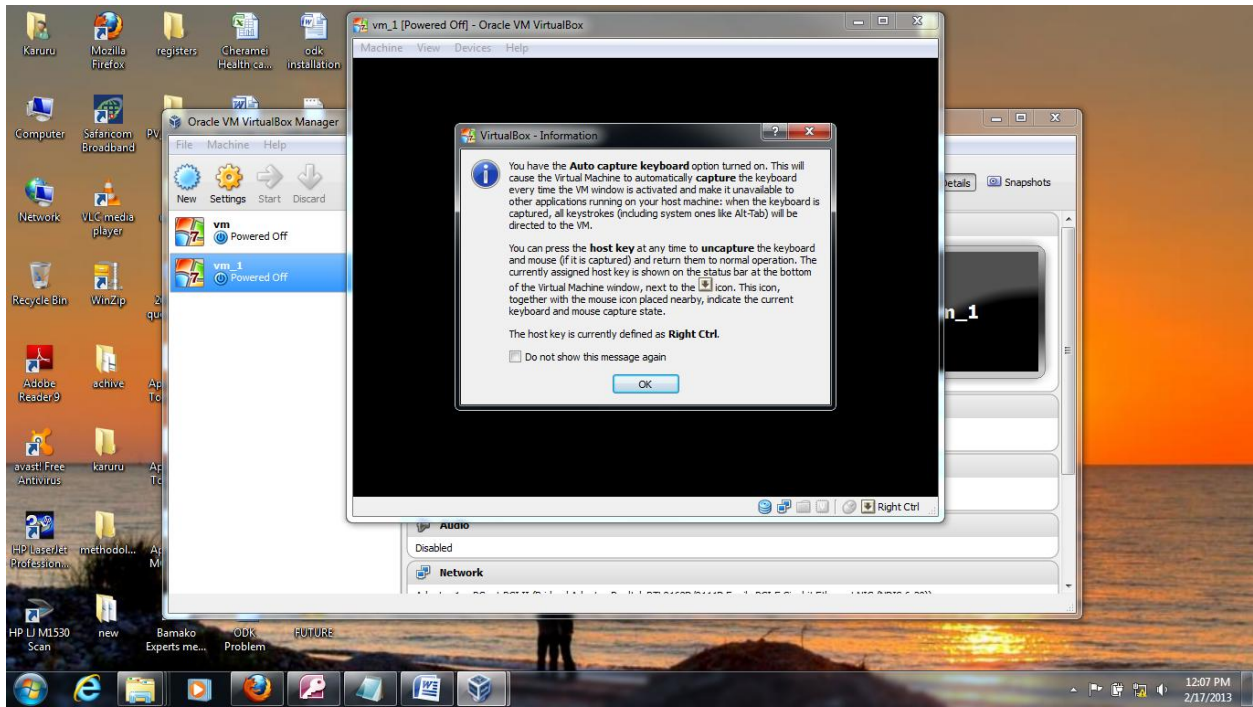 Karuru
Mozilla
Firefox
registers
Cheramei
Health ca...
odk
installation
Computer
Safaricom
Broadband
PV
Network
VLC media
player
Recycle Bin
WinZip
Adobe
Reader 9
achive
Ap
To
avast! Free
Antivirus
karuru
Ap
To
HP LaserJet
Profession...
methodol...
Ap
M
HP LJ M1530
Scan
new
Bamako
Experts me...
ODK
Problem
FUTURE
Oracle VM VirtualBox Manager
File Machine Help
New Settings Start Discard
Details Snapshots
vm
Powered Off
vm_1
Powered Off
n_1
Audio
Disabled
Network
vm_1 [Powered Off] - Oracle VM VirtualBox
Machine View Devices Help
VirtualBox - Information
You have the Auto capture keyboard option turned on. This will
cause the Virtual Machine to automatically capture the keyboard
every time the VM window is activated and make it unavailable to
other applications running on your host machine: when the keyboard is
captured, all keystrokes (including system ones like Alt-Tab) will be
directed to the VM.
You can press the host key at any time to uncapture the keyboard
and mouse (if it is captured) and return them to normal operation. The
currently assigned host key is shown on the status bar at the bottom
of the Virtual Machine window, next to the icon. This icon,
together with the mouse icon placed nearby, indicate the current
keyboard and mouse capture state.
The host key is currently defined as Right Ctrl.
Do not show this message again
OK
Right Ctrl
12:07 PM
2/17/2013